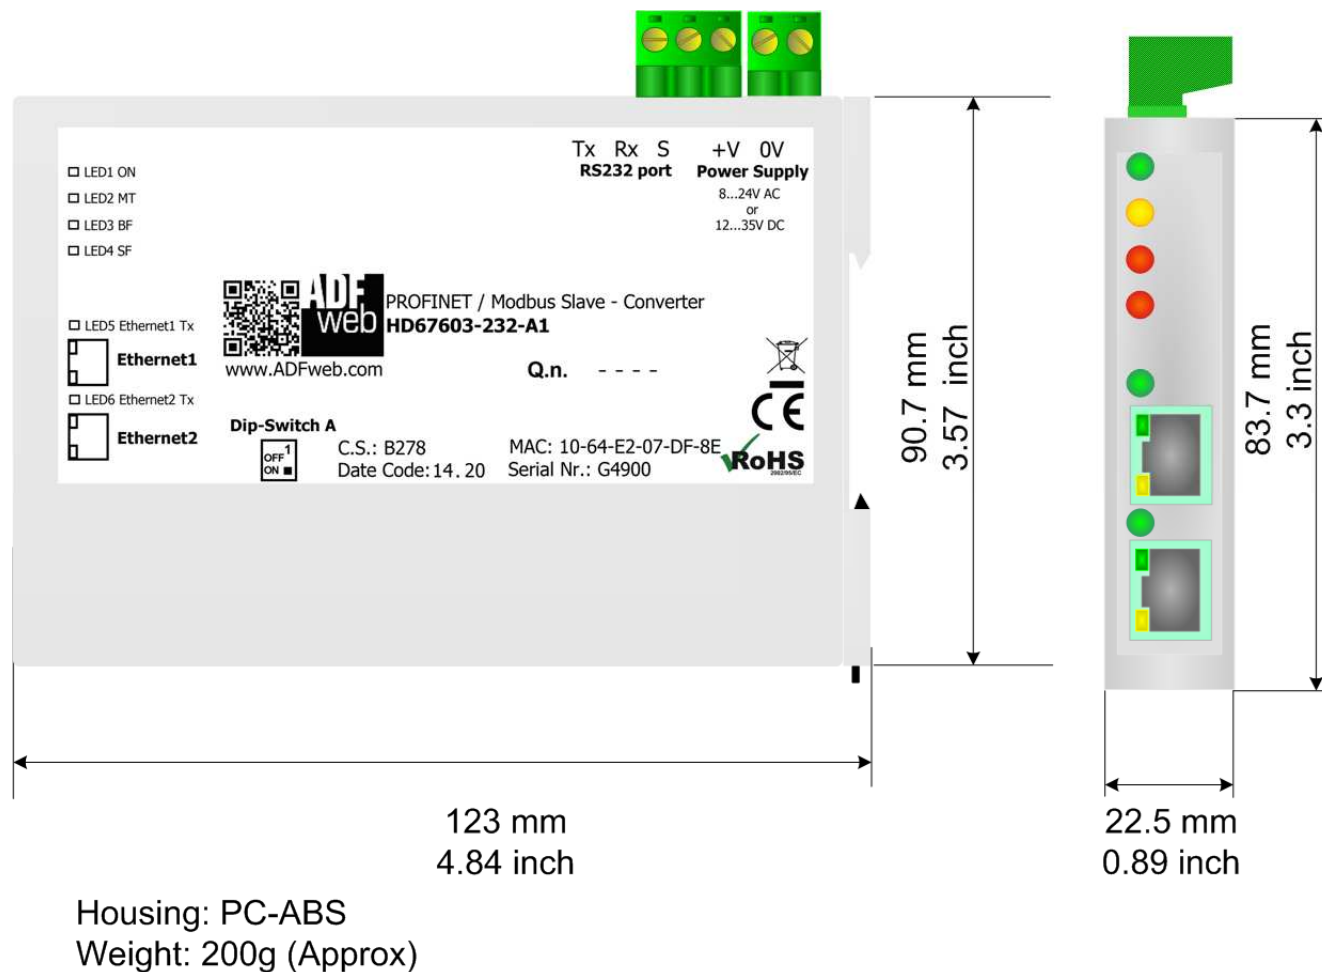 Tx Rx S +V 0V
RS232 port Power Supply
8...24V AC
or
12...35V DC
LED1 ON
LED2 MT
LED3 BF
LED4 SF
ADF
web
www.ADFweb.com
PROFINET / Modbus Slave - Converter
HD67603-232-A1
Q.n. - - - -
LED5 Ethernet1 Tx
Ethernet1
LED6 Ethernet2 Tx
Ethernet2
Dip-Switch A
1
OFF
ON
C.S.: B278
Date Code: 14. 20
MAC: 10-64-E2-07-DF-8E
Serial Nr.: G4900
CE
RoHS
2002/95/EC
90.7 mm
3.57 inch
83.7 mm
3.3 inch
123 mm
4.84 inch
22.5 mm
0.89 inch
Housing: PC-ABS
Weight: 200g (Approx)